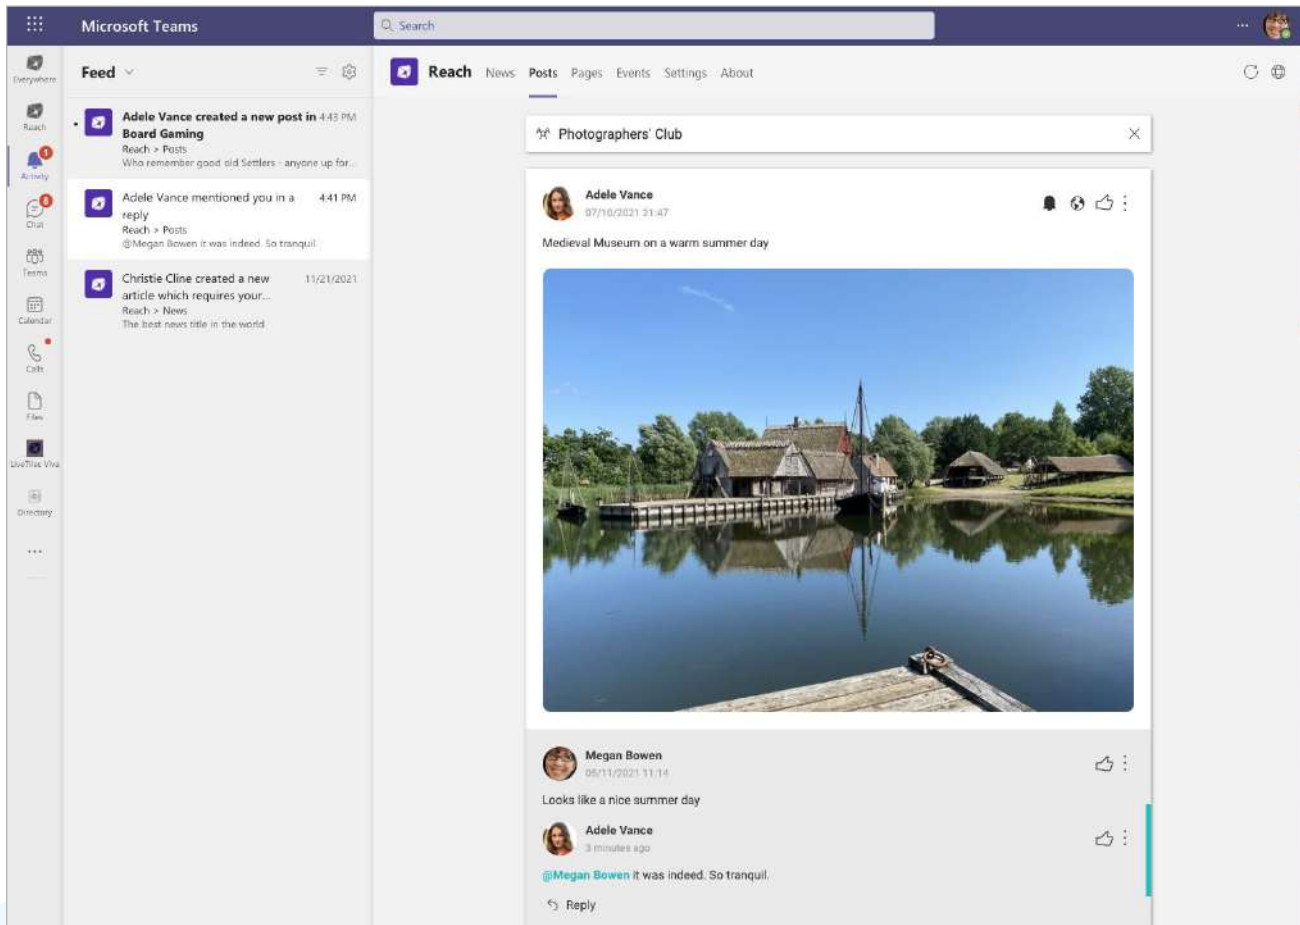 Microsoft Teams
Search
Everywhere
Reach
Activity
1
Chat
8
Teams
Calendar
Calls
Files
LiveTiles Viva
Directory
Feed
Adele Vance created a new post in 4:43 PM
Board Gaming
Reach > Posts
Who remember good old Settlers - anyone up for...
Adele Vance mentioned you in a 4:41 PM
reply
Reach > Posts
@Megan Bowen it was indeed. So tranquil.
Christie Cline created a new 11/21/2021
article which requires your...
Reach > News
The best news title in the world
Reach News Posts Pages Events Settings About
Photographers' Club
Adele Vance
07/10/2021 21:47
Medieval Museum on a warm summer day
Megan Bowen
05/11/2021 11:14
Looks like a nice summer day
Adele Vance
3 minutes ago
@Megan Bowen it was indeed. So tranquil.
Reply